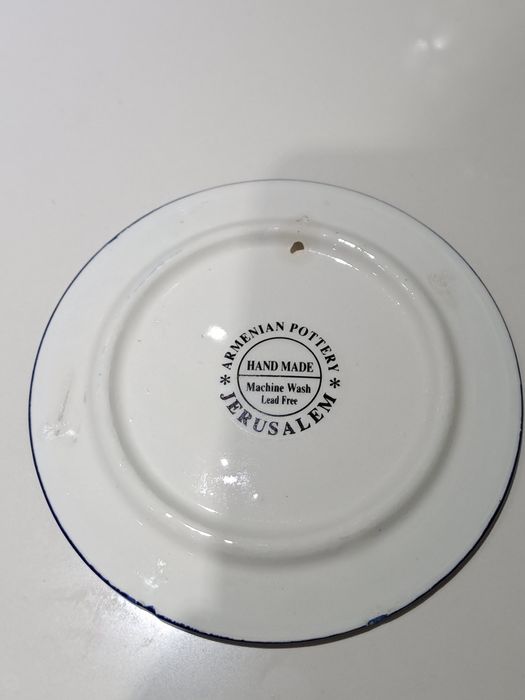 * ARMENIAN POTTERY *
HAND MADE
Machine Wash
Lead Free
JERUSALEM